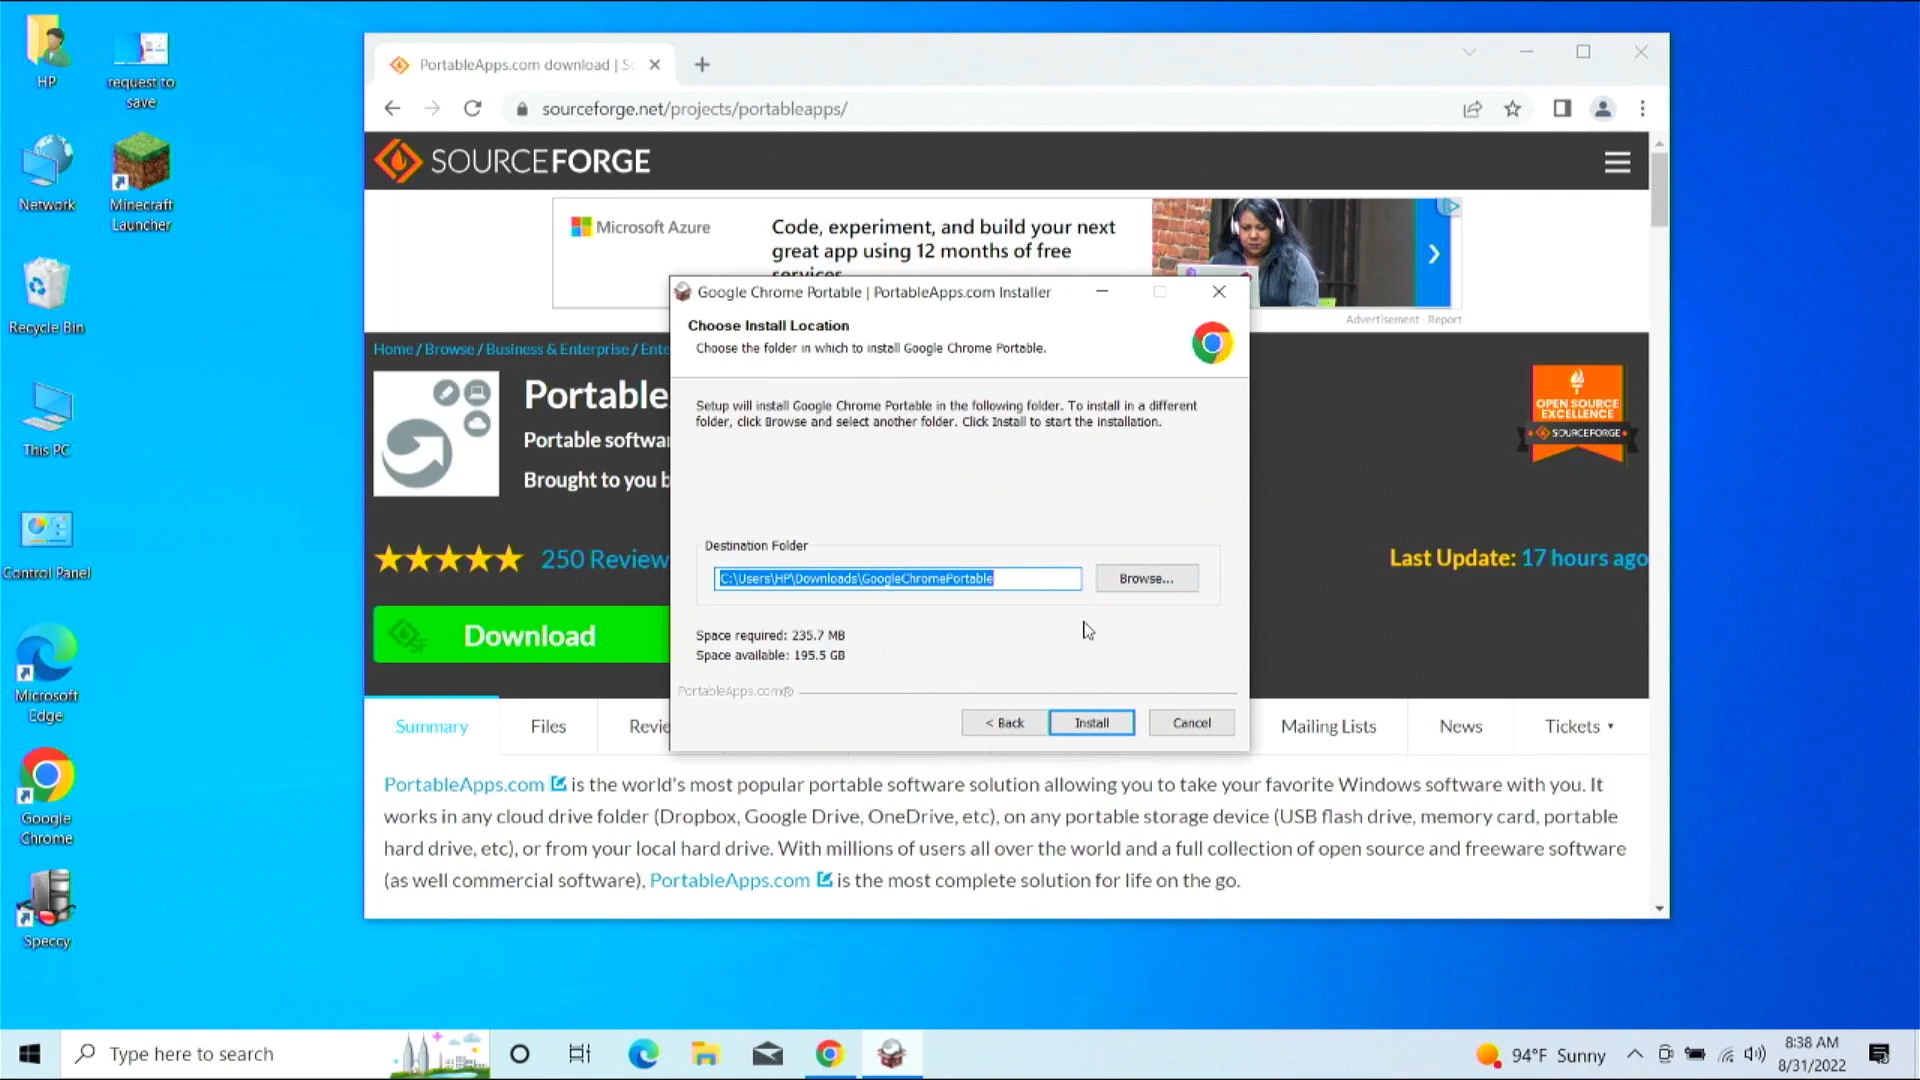 HP
request to
save
Network
Minecraft
Launcher
Recycle Bin
This PC
Control Panel
Microsoft
Edge
Google
Chrome
Speccy
PortableApps.com download | S
sourceforge.net/projects/portableapps/
SOURCEFORGE
Microsoft Azure
Code, experiment, and build your next
great app using 12 months of free
services
Advertisement - Report
Home / Browse / Business & Enterprise / Ente
Portable
Portable softwar
Brought to you b
OPEN SOURCE
EXCELLENCE
SOURCEFORGE
250 Review
Last Update: 17 hours ago
SF
Download
Google Chrome Portable | PortableApps.com Installer
Choose Install Location
Choose the folder in which to install Google Chrome Portable.
Setup will install Google Chrome Portable in the following folder. To install in a different
folder, click Browse and select another folder. Click Install to start the installation.
Destination Folder
C:\Users\HP\Downloads\GoogleChromePortable
Browse...
Space required: 235.7 MB
Space available: 195.5 GB
PortableApps.com®
< Back
Install
Cancel
Summary
Files
Revie
Mailing Lists
News
Tickets
PortableApps.com is the world's most popular portable software solution allowing you to take your favorite Windows software with you. It
works in any cloud drive folder (Dropbox, Google Drive, OneDrive, etc), on any portable storage device (USB flash drive, memory card, portable
hard drive, etc), or from your local hard drive. With millions of users all over the world and a full collection of open source and freeware software
(as well commercial software), PortableApps.com is the most complete solution for life on the go.
Type here to search
94°F Sunny
8:38 AM
8/31/2022